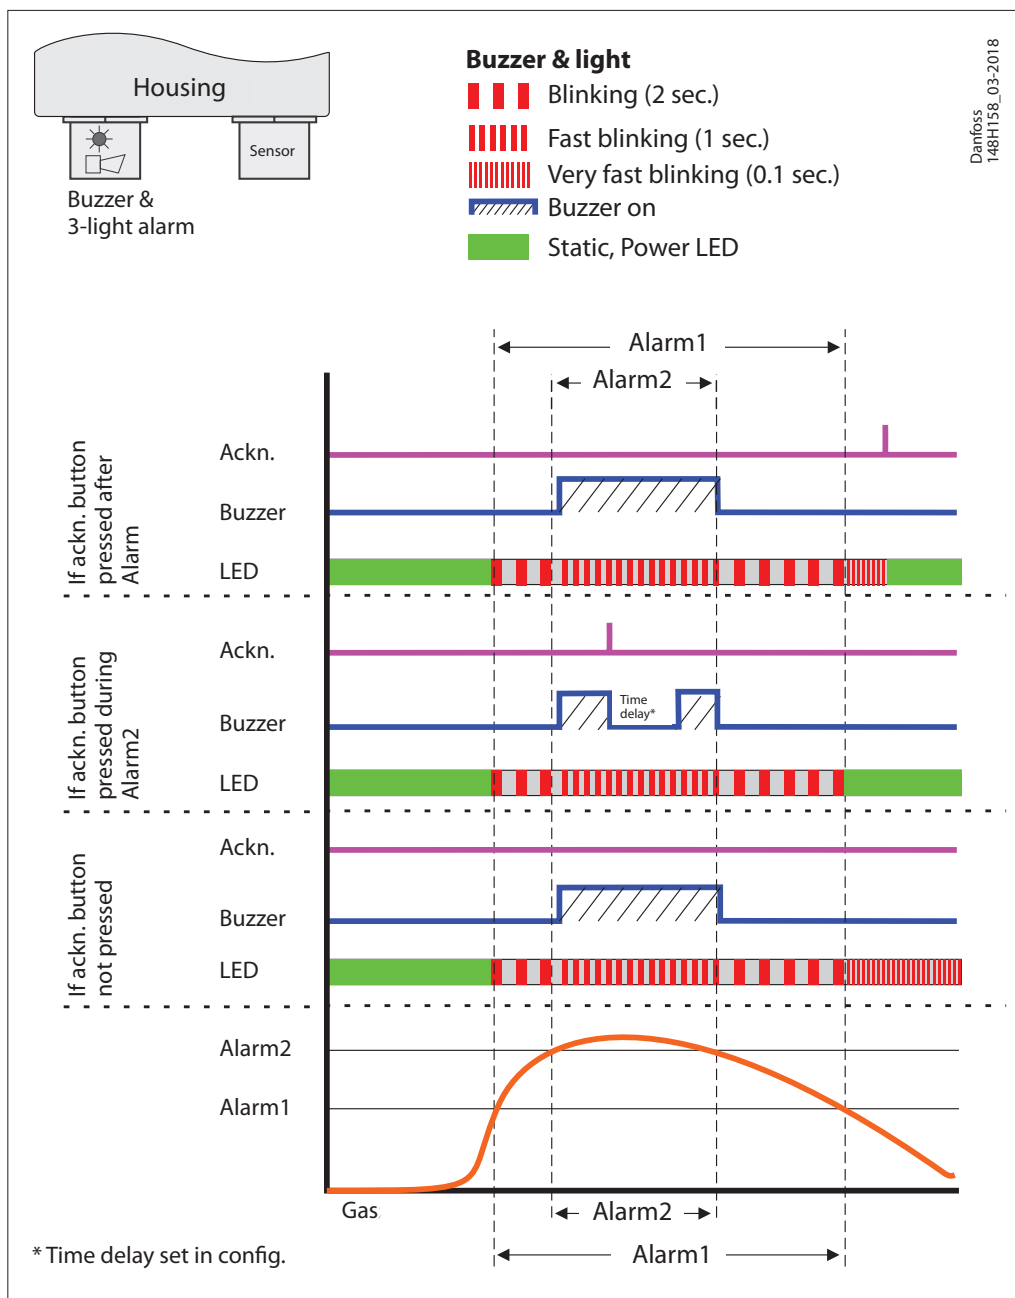 Housing
Sensor
Buzzer &
3-light alarm
Buzzer & light
Blinking (2 sec.)
Fast blinking (1 sec.)
Very fast blinking (0.1 sec.)
Buzzer on
Static, Power LED
Danfoss
148H158_03-2018
Alarm1
Alarm2
If ackn. button
pressed after
Alarm
Ackn.
Buzzer
LED
If ackn. button
pressed during
Alarm2
Ackn.
Buzzer
Time
delay*
LED
If ackn. button
not pressed
Ackn.
Buzzer
LED
Alarm2
Alarm1
Gas
Alarm2
Alarm1
* Time delay set in config.